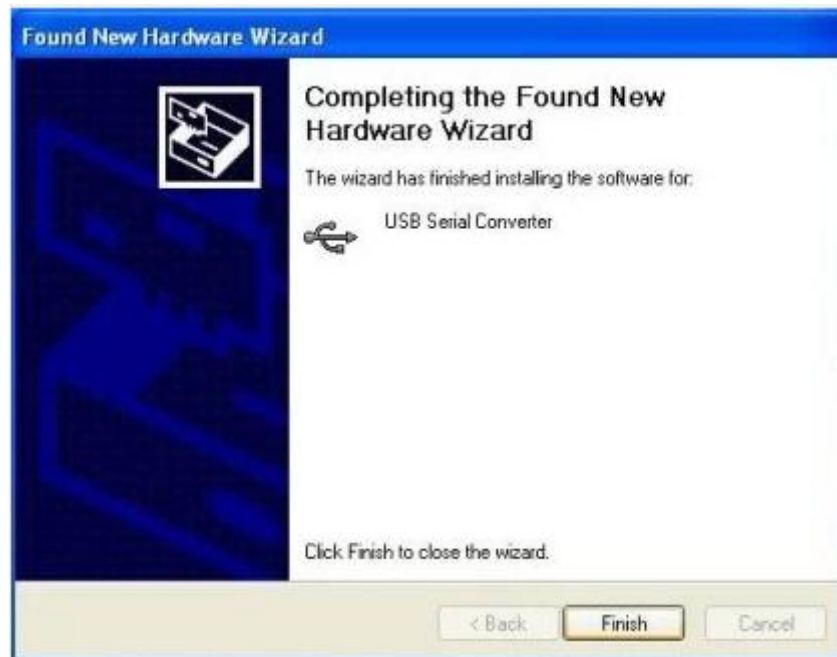 Found New Hardware Wizard
Completing the Found New
Hardware Wizard
The wizard has finished installing the software for:
USB Serial Converter
Click Finish to close the wizard.
< Back
Finish
Cancel